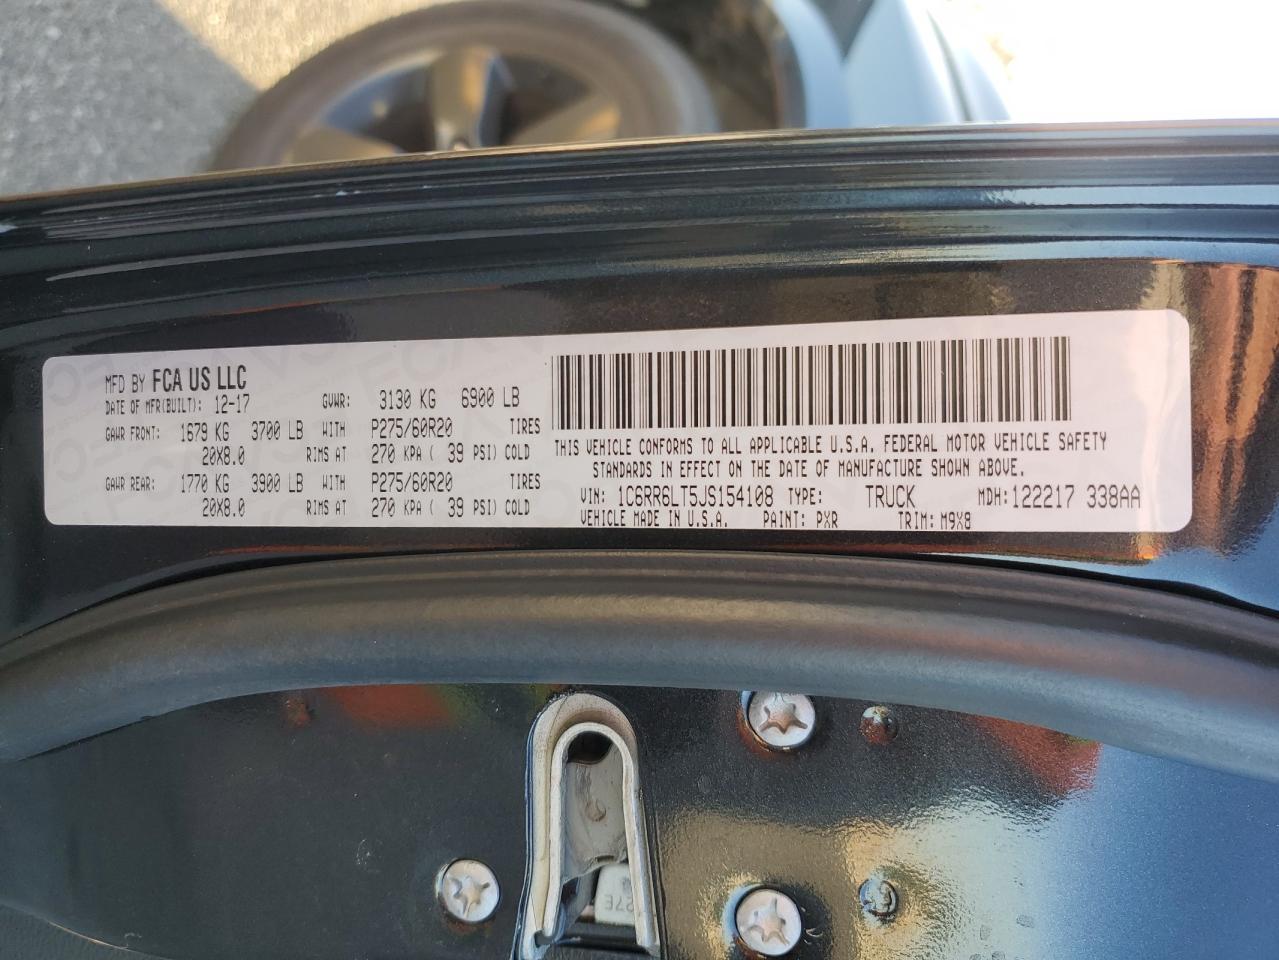 MFD BY FCA US LLC
DATE OF MFR(BUILT): 12-17 GVWR: 3130 KG 6900 LB
GAWR FRONT: 1679 KG 3700 LB WITH P275/60R20 TIRES
20X8.0 RIMS AT 270 KPA ( 39 PSI) COLD
GAWR REAR: 1770 KG 3900 LB WITH P275/60R20 TIRES
20X8.0 RIMS AT 270 KPA ( 39 PSI) COLD
THIS VEHICLE CONFORMS TO ALL APPLICABLE U.S.A. FEDERAL MOTOR VEHICLE SAFETY
STANDARDS IN EFFECT ON THE DATE OF MANUFACTURE SHOWN ABOVE.
VIN: 1C6RR6LT5JS154108 TYPE: TRUCK MDH:122217 338AA
VEHICLE MADE IN U.S.A. PAINT: PXR TRIM: M9X8
27E